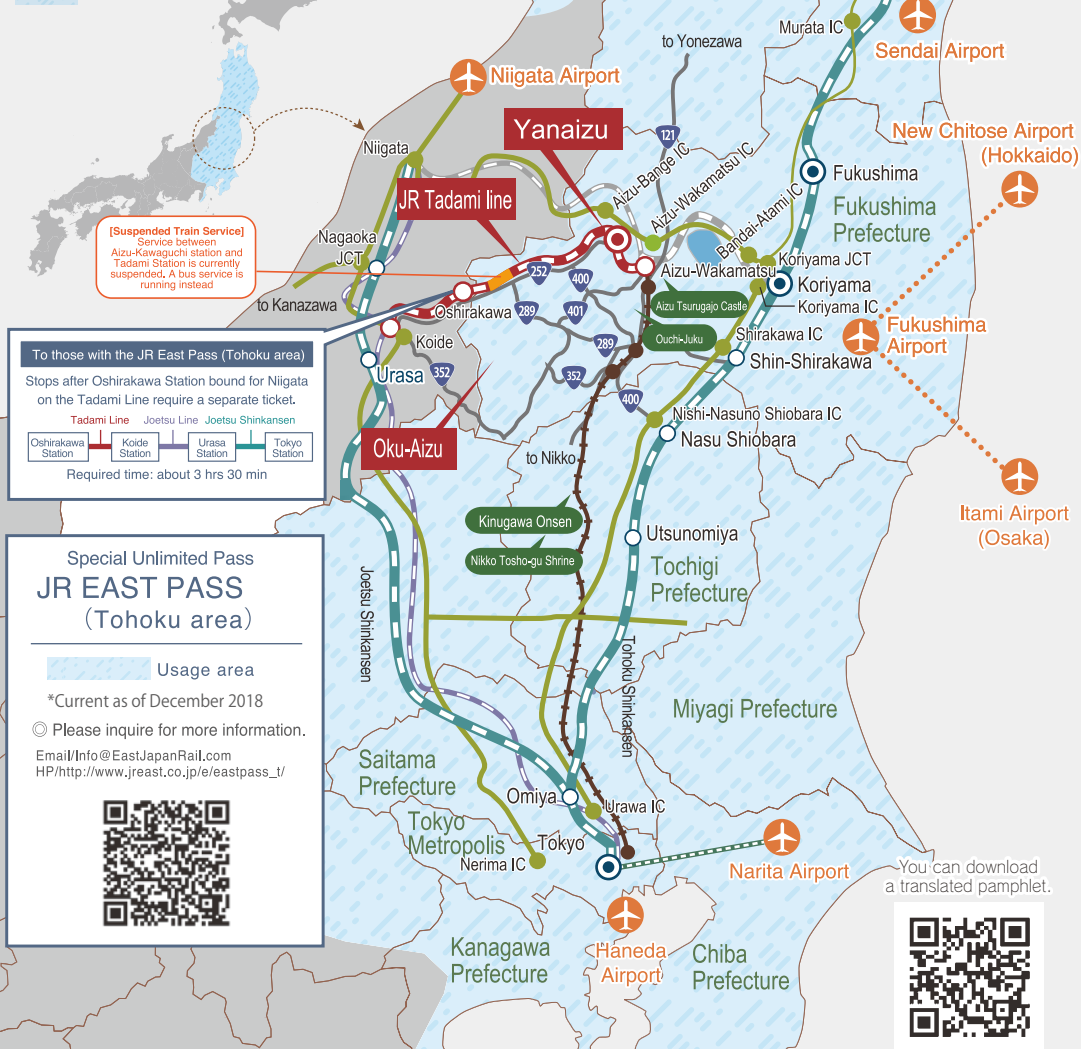 Murata IC
Sendai Airport
to Yonezawa
Niigata Airport
Yanaizu
121
New Chitose Airport
(Hokkaido)
Niigata
Aizu-Bange IC
Aizu-Wakamatsu IC
Fukushima
JR Tadami line
Bandai-Atami IC
Fukushima
Prefecture
[Suspended Train Service]
Service between
Aizu-Kawaguchi station and
Tadami Station is currently
suspended. A bus service is
running instead
Nagaoka
JCT
Koriyama JCT
252
400
Aizu-Wakamatsu
Koriyama
to Kanazawa
Oshirakawa
289
401
Aizu Tsurugajo Castle
Koriyama IC
Fukushima
Airport
Ouchi-Juku
Shirakawa IC
Koide
289
Shin-Shirakawa
To those with the JR East Pass (Tohoku area)
Stops after Oshirakawa Station bound for Niigata
on the Tadami Line require a separate ticket.
Tadami Line
Joetsu Line
Joetsu Shinkansen
Oshirakawa
Station
Koide
Station
Urasa
Station
Tokyo
Station
Required time: about 3 hrs 30 min
Urasa
352
352
400
Nishi-Nasuno Shiobara IC
Nasu Shiobara
Oku-Aizu
to Nikko
Itami Airport
(Osaka)
Kinugawa Onsen
Utsunomiya
Nikko Tosho-gu Shrine
Tochigi
Prefecture
Special Unlimited Pass
JR EAST PASS
(Tohoku area)
Usage area
*Current as of December 2018
◎ Please inquire for more information.
Email/Info@EastJapanRail.com
HP/http://www.jreast.co.jp/e/eastpass_t/
Joetsu Shinkansen
Tohoku Shinkansen
Miyagi Prefecture
Saitama
Prefecture
Omiya
Urawa IC
Tokyo
Metropolis
Tokyo
Nerima IC
Narita Airport
You can download
a translated pamphlet.
Kanagawa
Prefecture
Haneda
Airport
Chiba
Prefecture